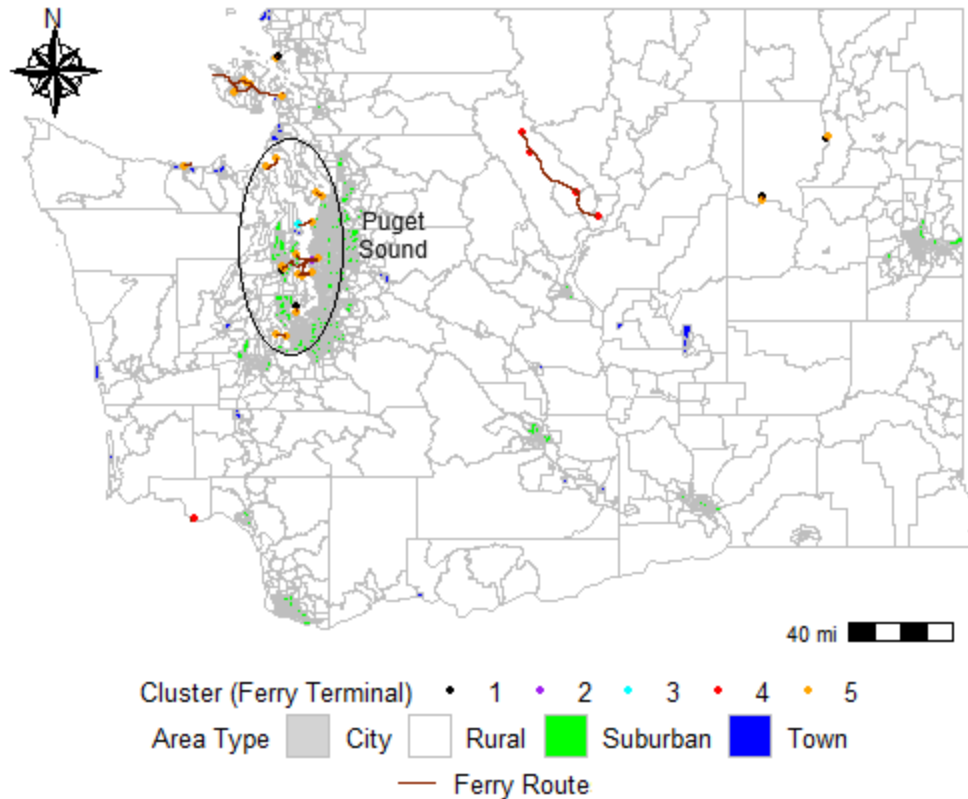 N
Puget
Sound
40 mi
Cluster (Ferry Terminal) 1 2 3 4 5
Area Type City Rural Suburban Town
Ferry Route